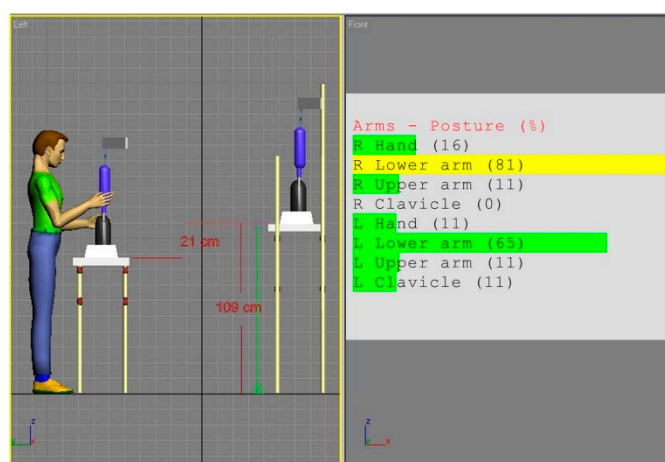 Left
Front
21 cm
109 cm
Arms - Posture (%)
R Hand (16)
R Lower arm (81)
R Upper arm (11)
R Clavicle (0)
L Hand (11)
L Lower arm (65)
L Upper arm (11)
L Clavicle (11)
z
x
z
x